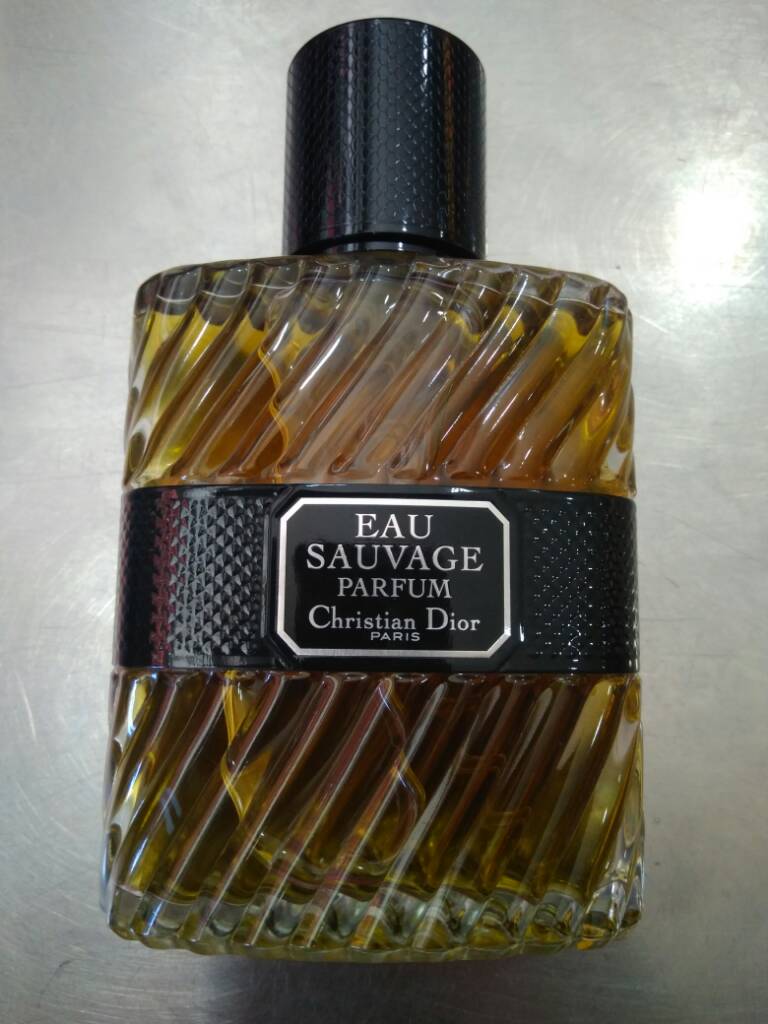 EAU
SAUVAGE
PARFUM
Christian Dior
PARIS